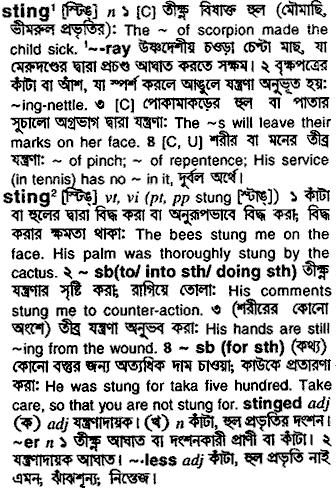 sting¹ [স্টিঙ্] n ১ [C] তীক্ষ্ণ বিষাক্ত হুল (মৌমাছি,
ভীমরুল প্রভৃতির): The ~ of scorpion made the
child sick. '~-ray উষ্ণদেশীয় চওড়া চেপ্টা মাছ, যা
মেরুদণ্ডের দ্বারা প্রচণ্ড আঘাত করতে সক্ষম। ২ বৃক্ষপত্রের
কাঁটা বা আঁশ, যা স্পর্শ করলে আঙুলে যন্ত্রণা অনুভূত হয়:
~ing-nettle. ৩ [C] পোকামাকড়ের হুল বা পাতার
সুচালো অগ্রভাগ দ্বারা যন্ত্রণা: The ~s will leave their
marks on her face. ৪ [C, U] শরীর বা মনের তীব্র
যন্ত্রণা: ~ of pinch; ~ of repentence; His service
(in tennis) has no ~ in it, দুর্বল অর্থে।
sting² [স্টিঙ্] vt, vi (pt, pp stung [স্টাঙ্]) ১ কাঁটা
বা হুলের দ্বারা বিদ্ধ করা বা অনুরূপভাবে বিদ্ধ করা; বিদ্ধ
করার ক্ষমতা থাকা: The bees stung me on the
face. His palm was thoroughly stung by the
cactus. ২ ~ sb(to/ into sth/ doing sth) তীক্ষ্ণ
যন্ত্রণার সৃষ্টি করা; রাগিয়ে তোলা: His comments
stung me to counter-action. ৩ (শরীরের কোনো
অংশে) তীব্র যন্ত্রণা অনুভব করা: His hands are still
~ing from the wound. ৪ ~ sb (for sth) (কথ্য)
কোনো বস্তুর জন্য অত্যধিক দাম চাওয়া; কাউকে প্রতারণা
করা: He was stung for taka five hundred. Take
care, so that you are not stung for. stinged adj
(ক) adj যন্ত্রণাদায়ক। (খ) n কাঁটা, হুল প্রভৃতির দংশন।
~er n ১ তীক্ষ্ণ আঘাত বা দংশনকারী প্রাণী বা কাঁটা। ২
যন্ত্রণাদায়ক আঘাত। ~-less adj কাঁটা, হুল প্রভৃতি নাই
এমন; ঝাঁঝশূন্য; নিস্তেজ।